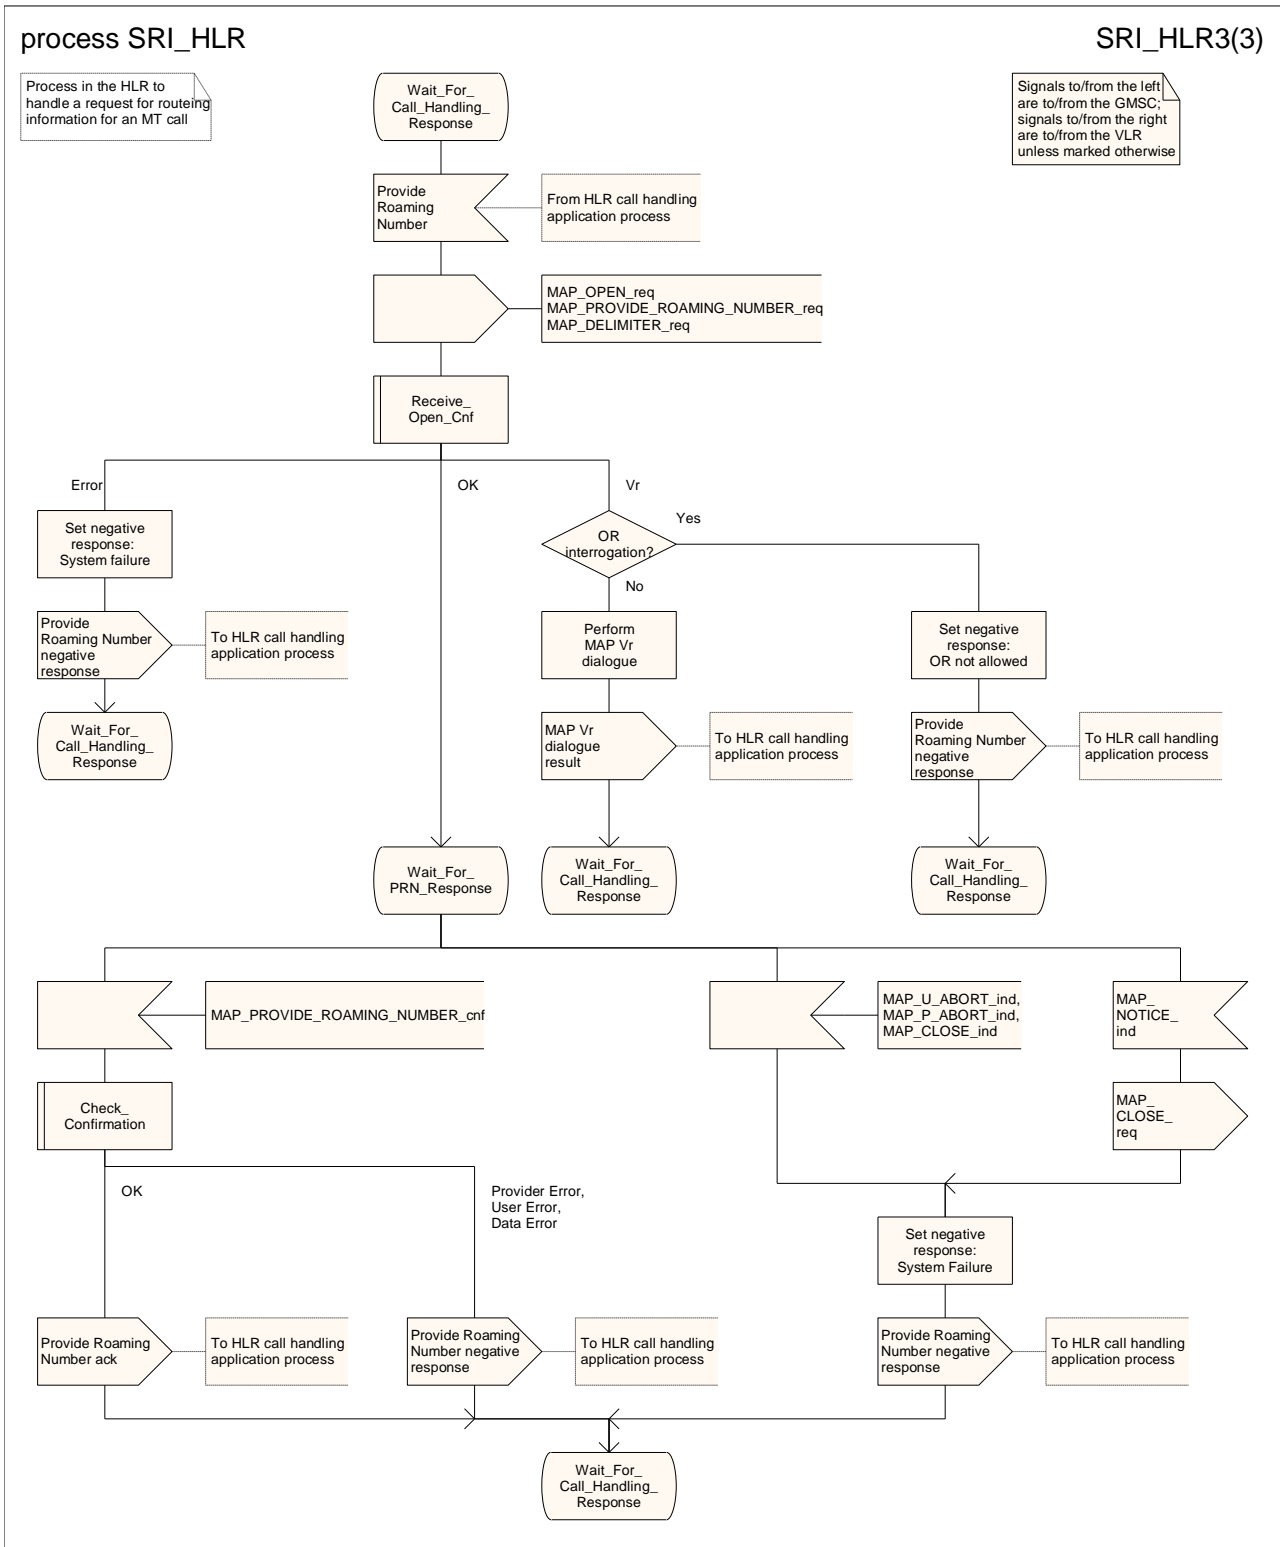 process SRI_HLR
SRI_HLR3(3)
Process in the HLR to
handle a request for routeing
information for an MT call
Wait_For_
Call_Handling_
Response
Signals to/from the left
are to/from the GMSC;
signals to/from the right
are to/from the VLR
unless marked otherwise
Provide
Roaming
Number
From HLR call handling
application process
MAP_OPEN_req
MAP_PROVIDE_ROAMING_NUMBER_req
MAP_DELIMITER_req
Receive_
Open_Cnf
Error
OK
Vr
Set negative
response:
System failure
OR
interrogation?
Yes
No
Provide
Roaming Number
negative
response
To HLR call handling
application process
Perform
MAP Vr
dialogue
Set negative
response:
OR not allowed
Wait_For_
Call_Handling_
Response
MAP Vr
dialogue
result
To HLR call handling
application process
Provide
Roaming Number
negative
response
To HLR call handling
application process
Wait_For_
PRN_Response
Wait_For_
Call_Handling_
Response
Wait_For_
Call_Handling_
Response
MAP_PROVIDE_ROAMING_NUMBER_cnf
MAP_U_ABORT_ind,
MAP_P_ABORT_ind,
MAP_CLOSE_ind
MAP_
NOTICE_
ind
Check_
Confirmation
MAP_
CLOSE_
req
OK
Provider Error,
User Error,
Data Error
Set negative
response:
System Failure
Provide Roaming
Number ack
To HLR call handling
application process
Provide Roaming
Number negative
response
To HLR call handling
application process
Provide Roaming
Number negative
response
To HLR call handling
application process
Wait_For_
Call_Handling_
Response